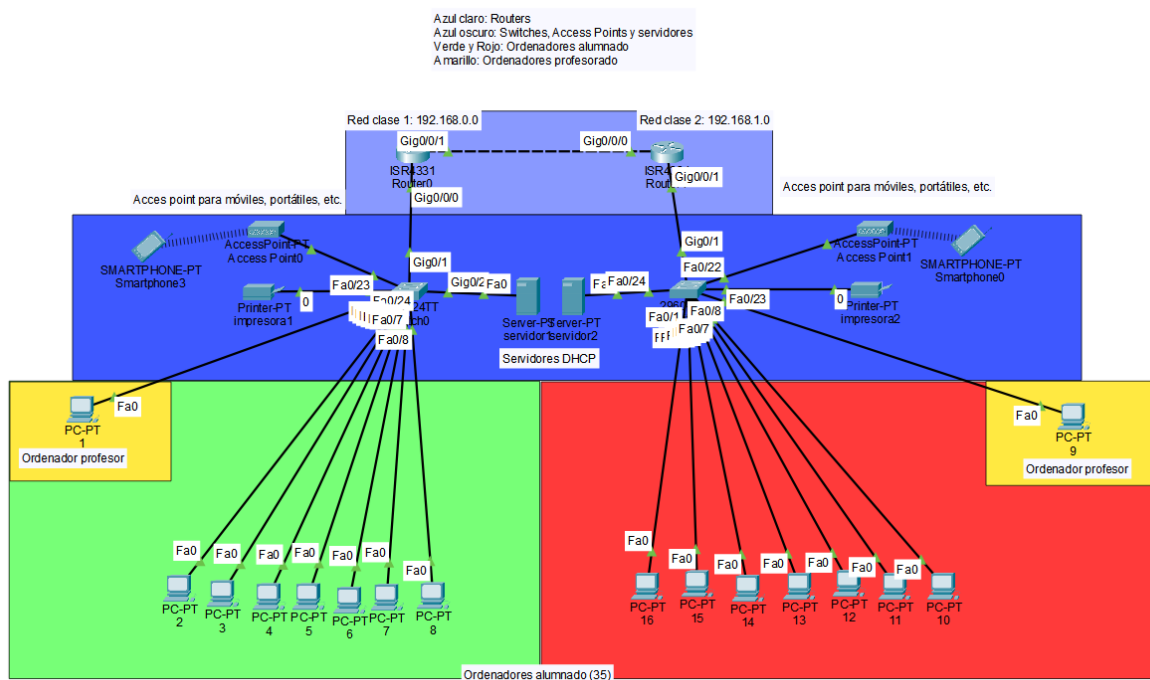 Azul claro: Routers
Azul oscuro: Switches, Access Points y servidores
Verde y Rojo: Ordenadores alumnado
Amarillo: Ordenadores profesorado
Red clase 1: 192.168.0.0
Red clase 2: 192.168.1.0
Gig0/0/1
Gig0/0/0
ISR4331
Router0
Gig0/0/1
Gig0/0/0
Acces point para móviles, portátiles, etc.
Acces point para móviles, portátiles, etc.
AccessPoint-PT
Access Point0
SMARTPHONE-PT
Smartphone3
AccessPoint-PT
Access Point1
SMARTPHONE-PT
Smartphone0
Gig0/1
Gig0/1
Fa0/22
Fa0/23
Fa0/24
Gig0/2
Fa0
Fa0/24
Fa0/23
0
0
Printer-PT
impresora1
Printer-PT
impresora2
Server-PT
servidor1
Server-PT
servidor2
Fa0/7
Fa0/8
Fa0/1
Fa0/8
Fa0/7
Servidores DHCP
Fa0
PC-PT
1
Ordenador profesor
Fa0
PC-PT
9
Ordenador profesor
Fa0
Fa0
Fa0
Fa0
Fa0
Fa0
Fa0
PC-PT
2
PC-PT
3
PC-PT
4
PC-PT
5
PC-PT
6
PC-PT
7
PC-PT
8
Fa0
Fa0
Fa0
Fa0
Fa0
Fa0
Fa0
PC-PT
16
PC-PT
15
PC-PT
14
PC-PT
13
PC-PT
12
PC-PT
11
PC-PT
10
Ordenadores alumnado (35)